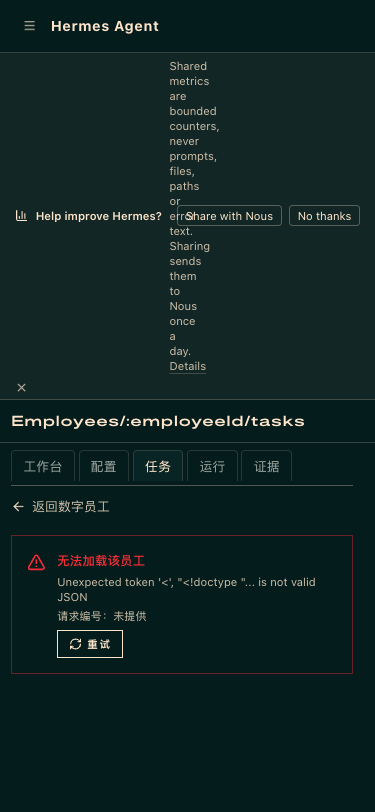 Hermes Agent
Shared
metrics
are
bounded
counters,
never
prompts,
files,
paths
or
Help improve Hermes?
error
Share with Nous
No thanks
text.
Sharing
sends
them
to
Nous
once
a
day.
Details
Employees/:employeeId/tasks
工作台
配置
任务
运行
证据
返回数字员工
无法加载该员工
Unexpected token '<', "<!doctype "... is not valid
JSON
请求编号：未提供
重试